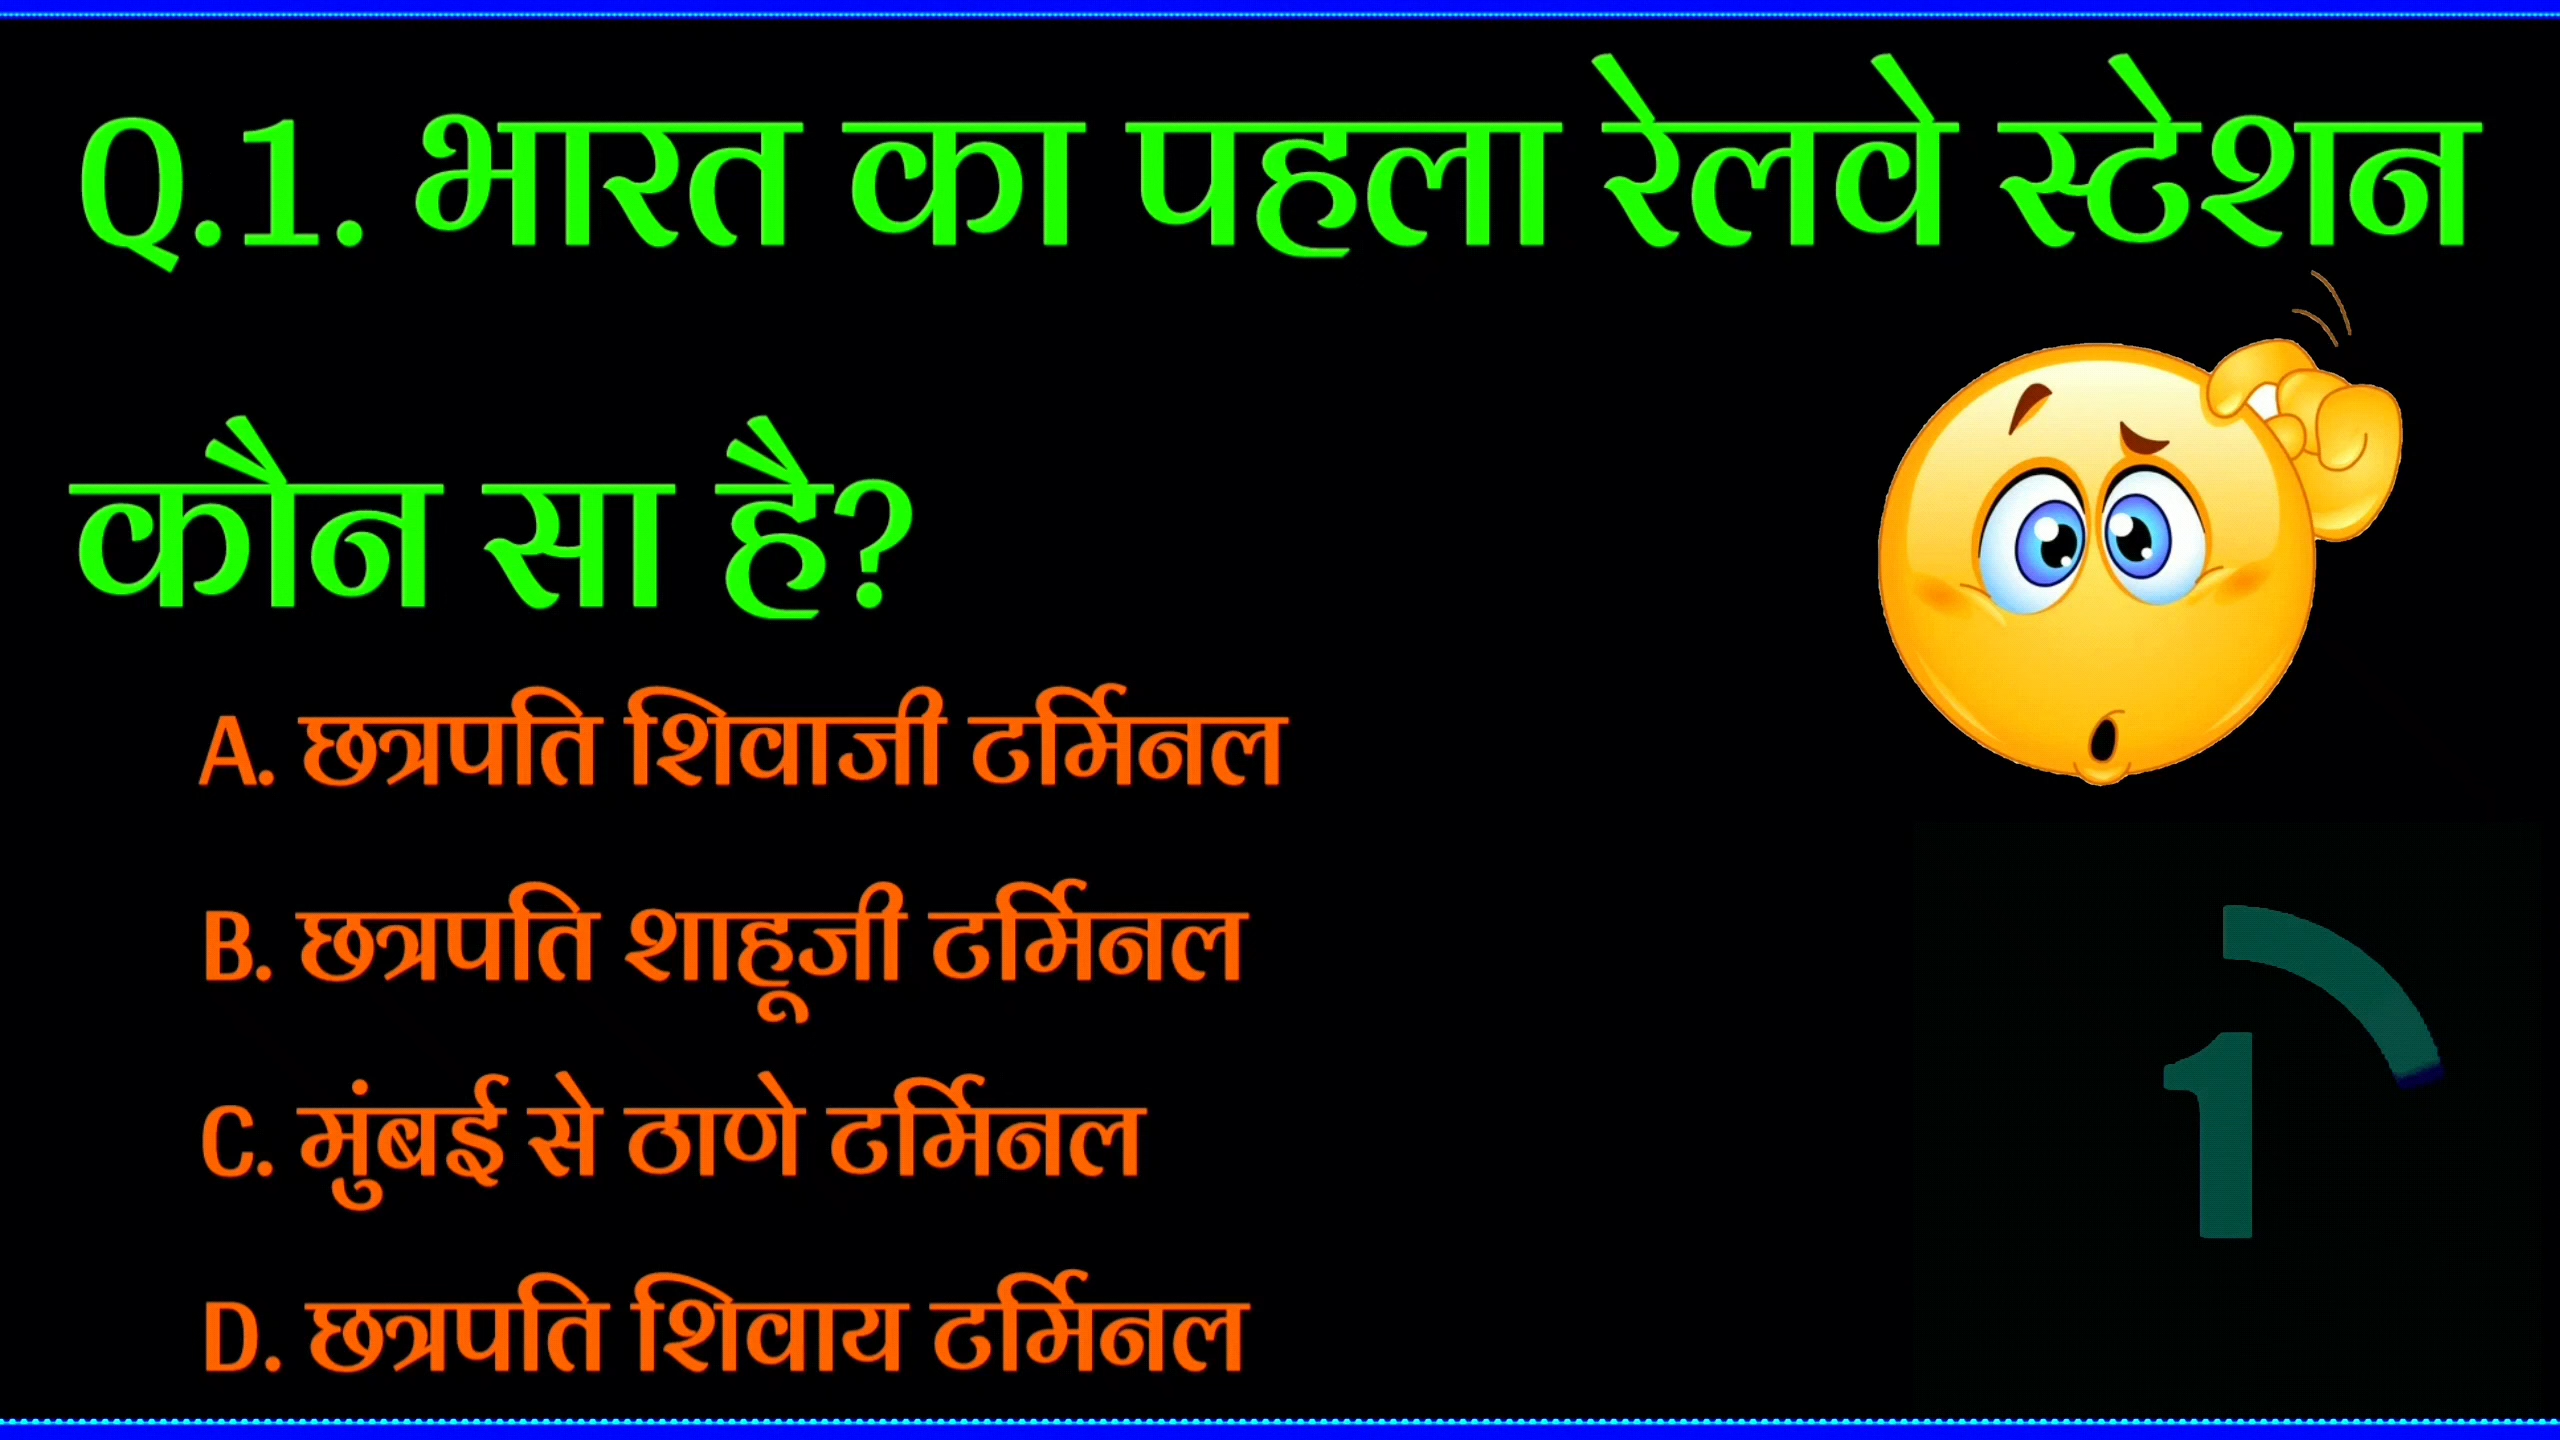 Q.1. भारत का पहला रेलवे स्टेशन
कौन सा है?
A. छत्रपति शिवाजी टर्मिनल
B. छत्रपति शाहूजी टर्मिनल
C. मुंबई से ठाणे टर्मिनल
D. छत्रपति शिवाय टर्मिनल
1